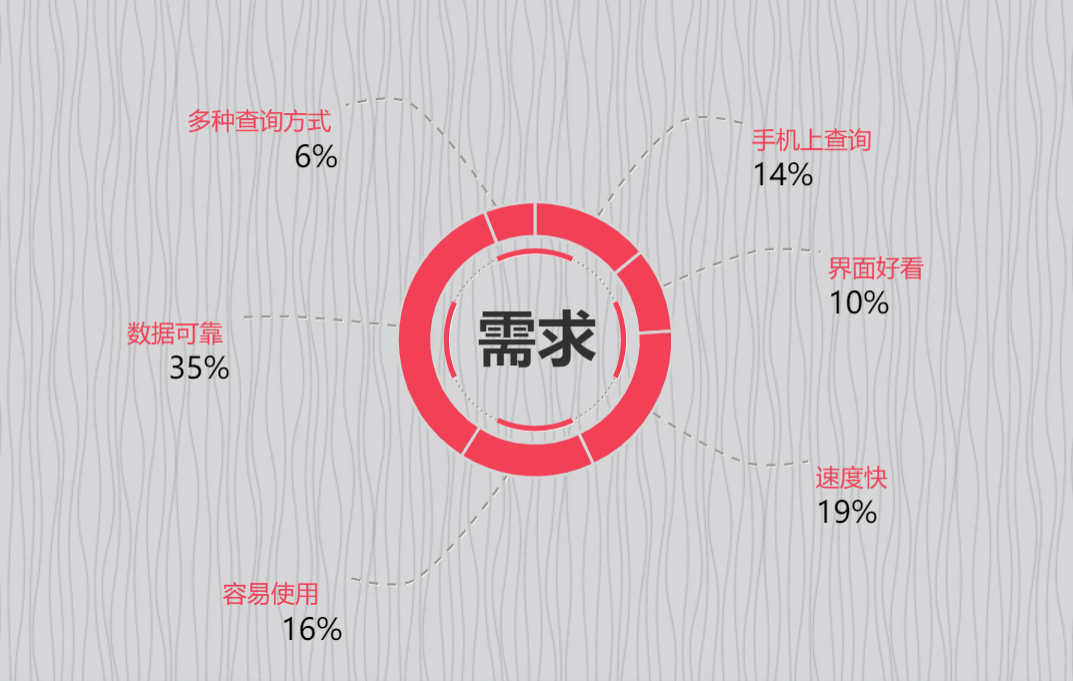 多种查询方式
6%
手机上查询
14%
界面好看
10%
需求
数据可靠
35%
速度快
19%
容易使用
16%